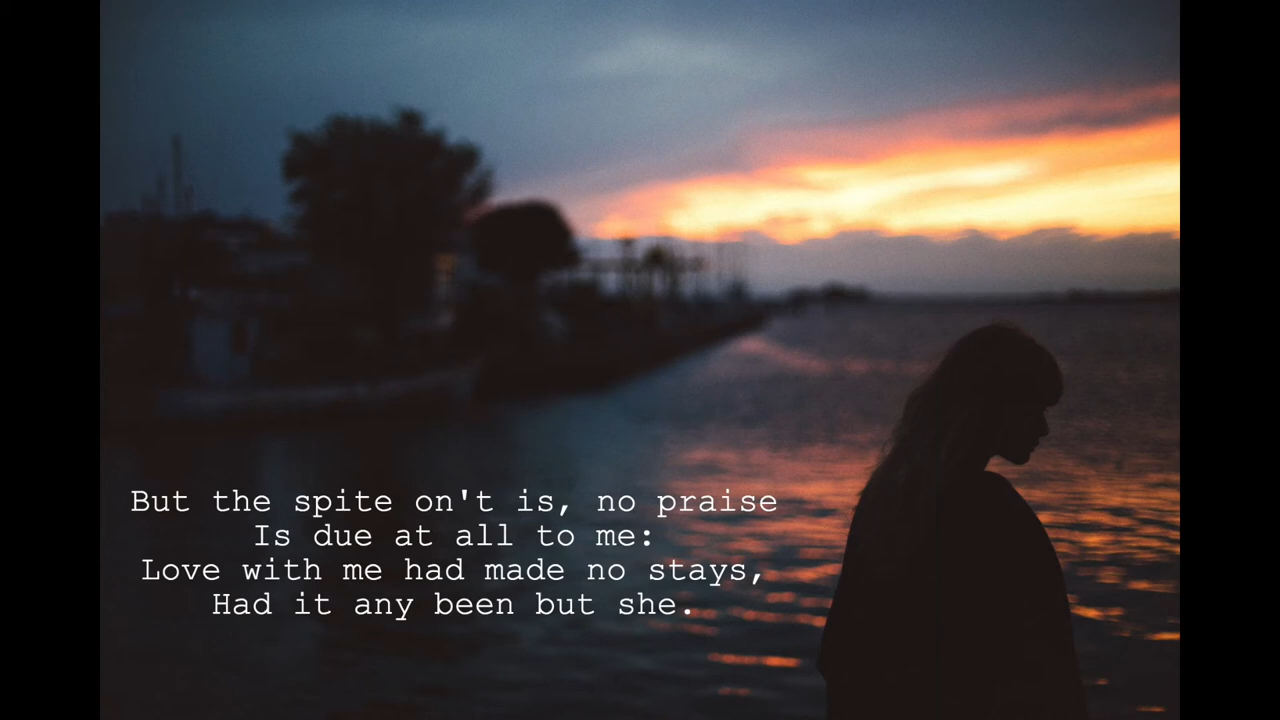 But the spite on't is, no praise
Is due at all to me:
Love with me had made no stays,
Had it any been but she.